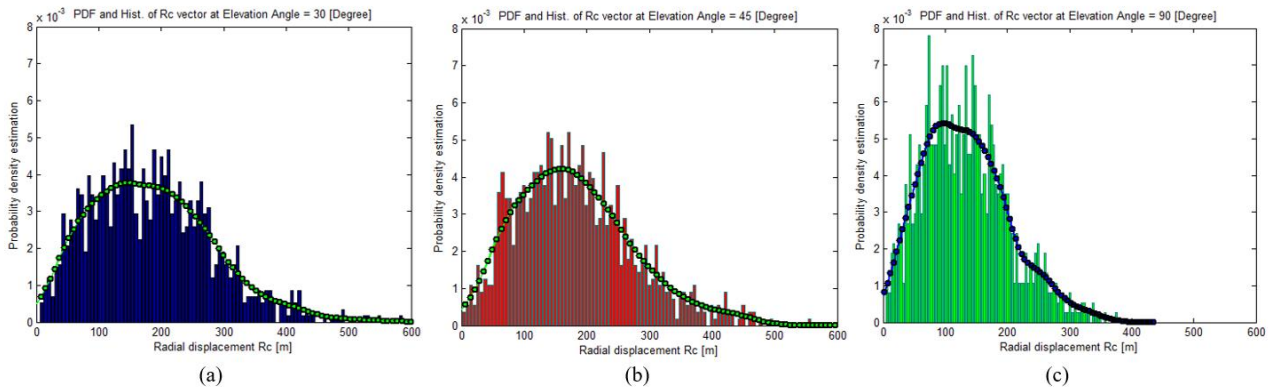 PDF and Hist. of Rc vector at Elevation Angle = 30 [Degree]
x 10⁻³
8
7
6
5
4
3
2
1
0
Probability density estimation
0 100 200 300 400 500 600
Radial displacement Rc [m]
(a)
PDF and Hist. of Rc vector at Elevation Angle = 45 [Degree]
x 10⁻³
8
7
6
5
4
3
2
1
0
Probability density estimation
0 100 200 300 400 500 600
Radial displacement Rc [m]
(b)
PDF and Hist. of Rc vector at Elevation Angle = 90 [Degree]
x 10⁻³
8
7
6
5
4
3
2
1
0
Probability density estimation
0 100 200 300 400 500 600
Radial displacement Rc [m]
(c)